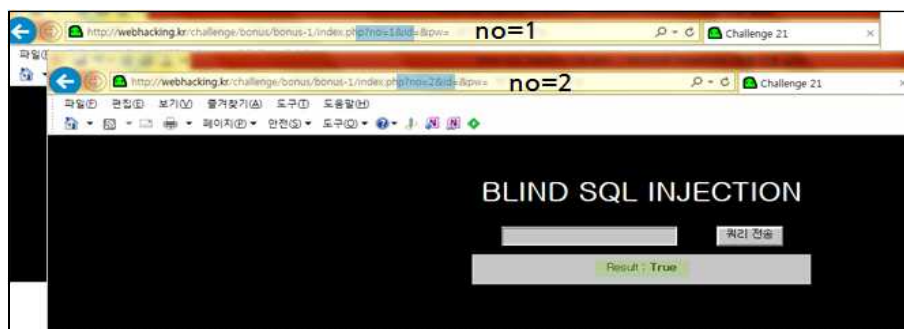 http://webhacking.kr/challenge/bonus/bonus-1/index.php?no=1&id=&pw= no=1 Challenge 21 ×
http://webhacking.kr/challenge/bonus/bonus-1/index.php?no=2&id=&pw= no=2 Challenge 21 ×
파일(F) 편집(E) 보기(V) 즐겨찾기(A) 도구(T) 도움말(H)
페이지(P) 안전(S) 도구(O)
BLIND SQL INJECTION
쿼리 전송
Result : True